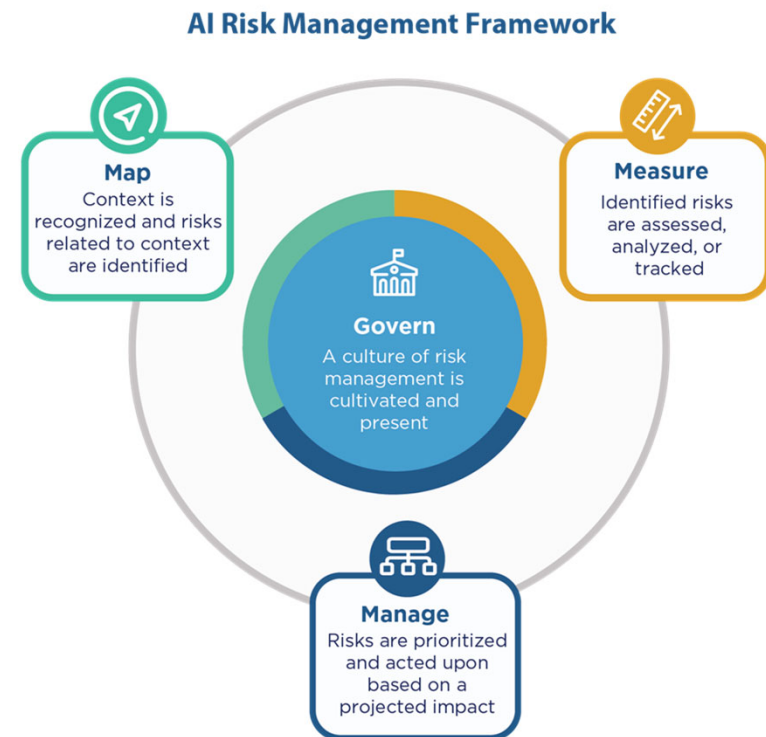 AI Risk Management Framework
Map
Context is
recognized and risks
related to context
are identified
Measure
Identified risks
are assessed,
analyzed, or
tracked
Govern
A culture of risk
management is
cultivated and
present
Manage
Risks are prioritized
and acted upon
based on a
projected impact